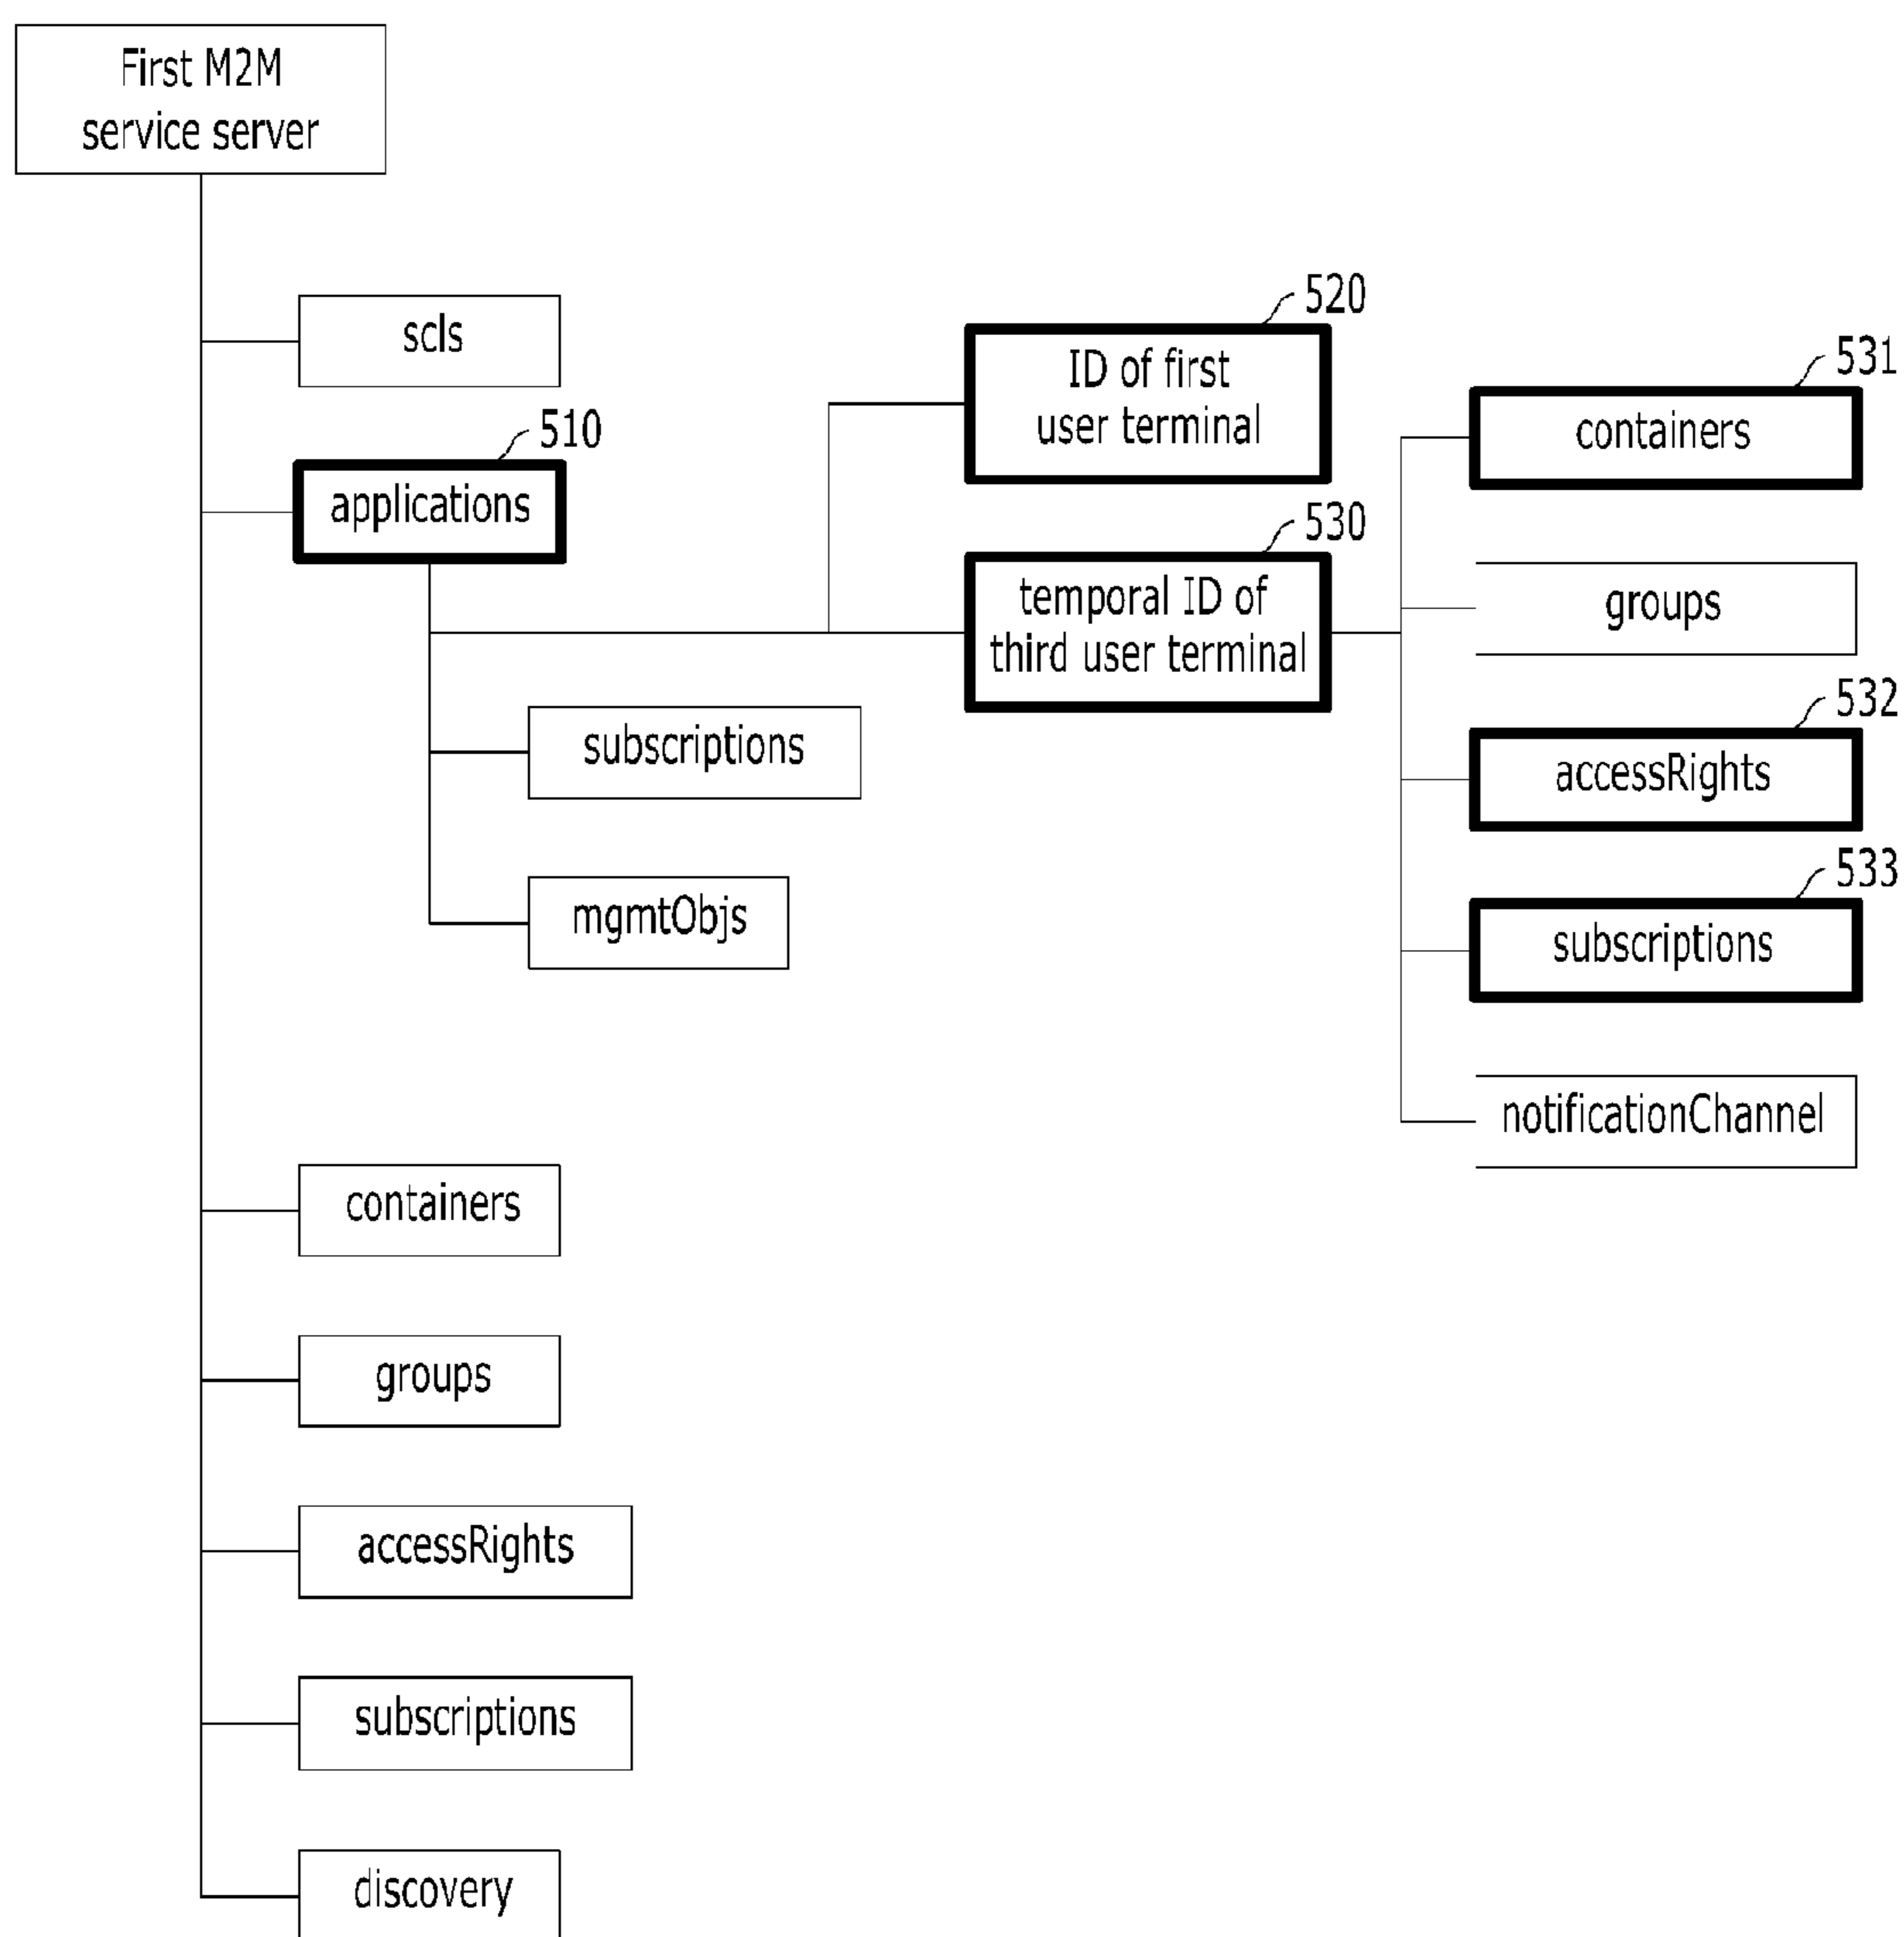 First M2M
service server
scls
510
applications
520
ID of first
user terminal
530
temporal ID of
third user terminal
531
containers
groups
532
accessRights
533
subscriptions
notificationChannel
subscriptions
mgmtObjs
containers
groups
accessRights
subscriptions
discovery